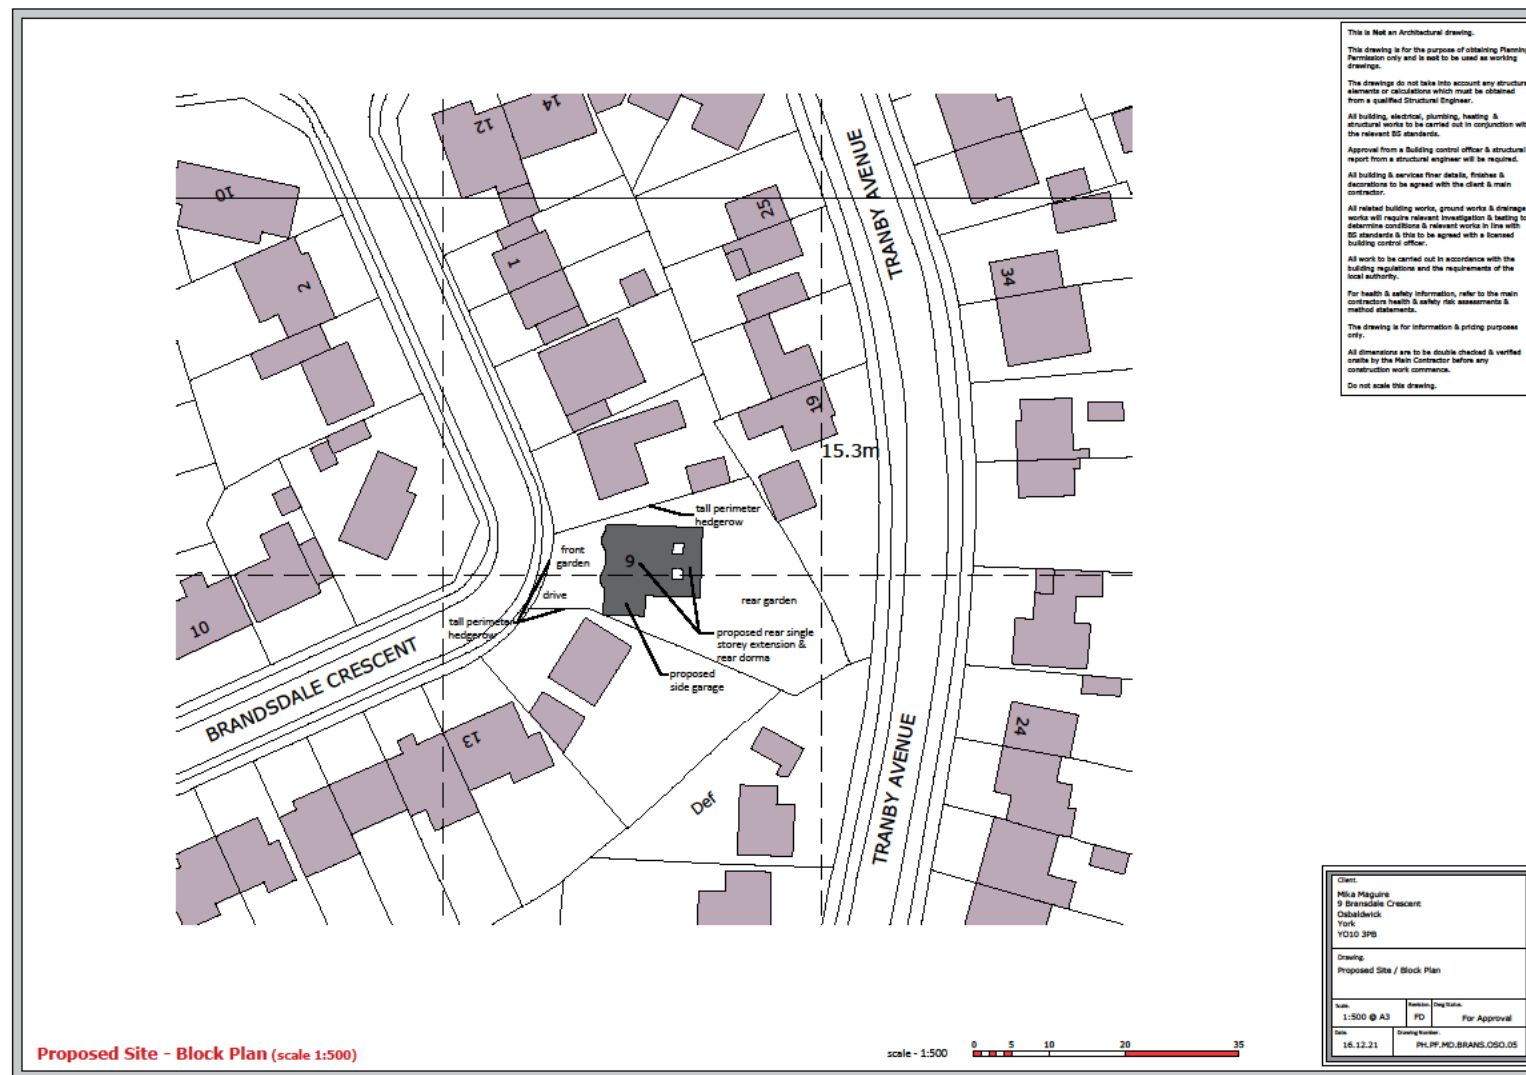 This is Not an Architectural drawing.
This drawing is for the purpose of obtaining Planning
Permission only and is not to be used as working
drawings.
The drawings do not take into account any structure
elements or calculations which must be obtained
from a qualified Structural Engineer.
All building, electrical, plumbing, heating &
structural works to be carried out in conjunction with
the relevant BS standards.
Approval from a Building control officer & structural
report from a structural engineer will be required.
All building & services finer details, finishes &
decorations to be agreed with the client & main
contractor.
All related building works, ground works & drainage
works will require relevant investigation & testing to
determine conditions & relevant works in line with
BS standards & this to be agreed with a licensed
building control officer.
All work to be carried out in accordance with the
building regulations and the requirements of the
local authority.
For health & safety information, refer to the main
contractors health & safety risk assessments &
method statements.
The drawing is for information & pricing purposes
only.
All dimensions are to be double checked & verified
onsite by the Main Contractor before any
construction work commence.
Do not scale this drawing.
12
14
10
2
1
25
TRANBY AVENUE
34
19
15.3m
tall perimeter
hedgerow
front
garden
9
drive
rear garden
tall perimeter
hedgerow
proposed rear single
storey extension &
rear dorma
proposed
side garage
10
BRANDSDALE CRESCENT
13
24
TRANBY AVENUE
Def
Client.
Mika Maguire
9 Bransdale Crescent
Osbaldwick
York
YO10 3PB
Drawing.
Proposed Site / Block Plan
Scale. Revision. Dwg Status.
1:500 @ A3 FD For Approval
Date. Drawing Number.
16.12.21 PH.PF.MD.BRANS.OSO.05
Proposed Site - Block Plan (scale 1:500)
scale - 1:500
0 5 10 20 35